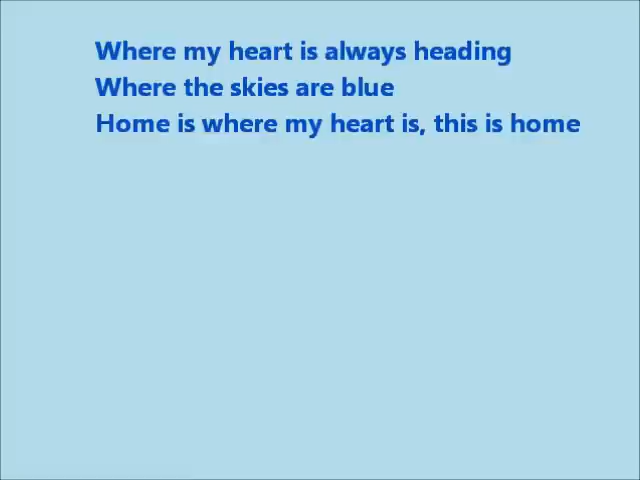 Where my heart is always heading
Where the skies are blue
Home is where my heart is, this is home